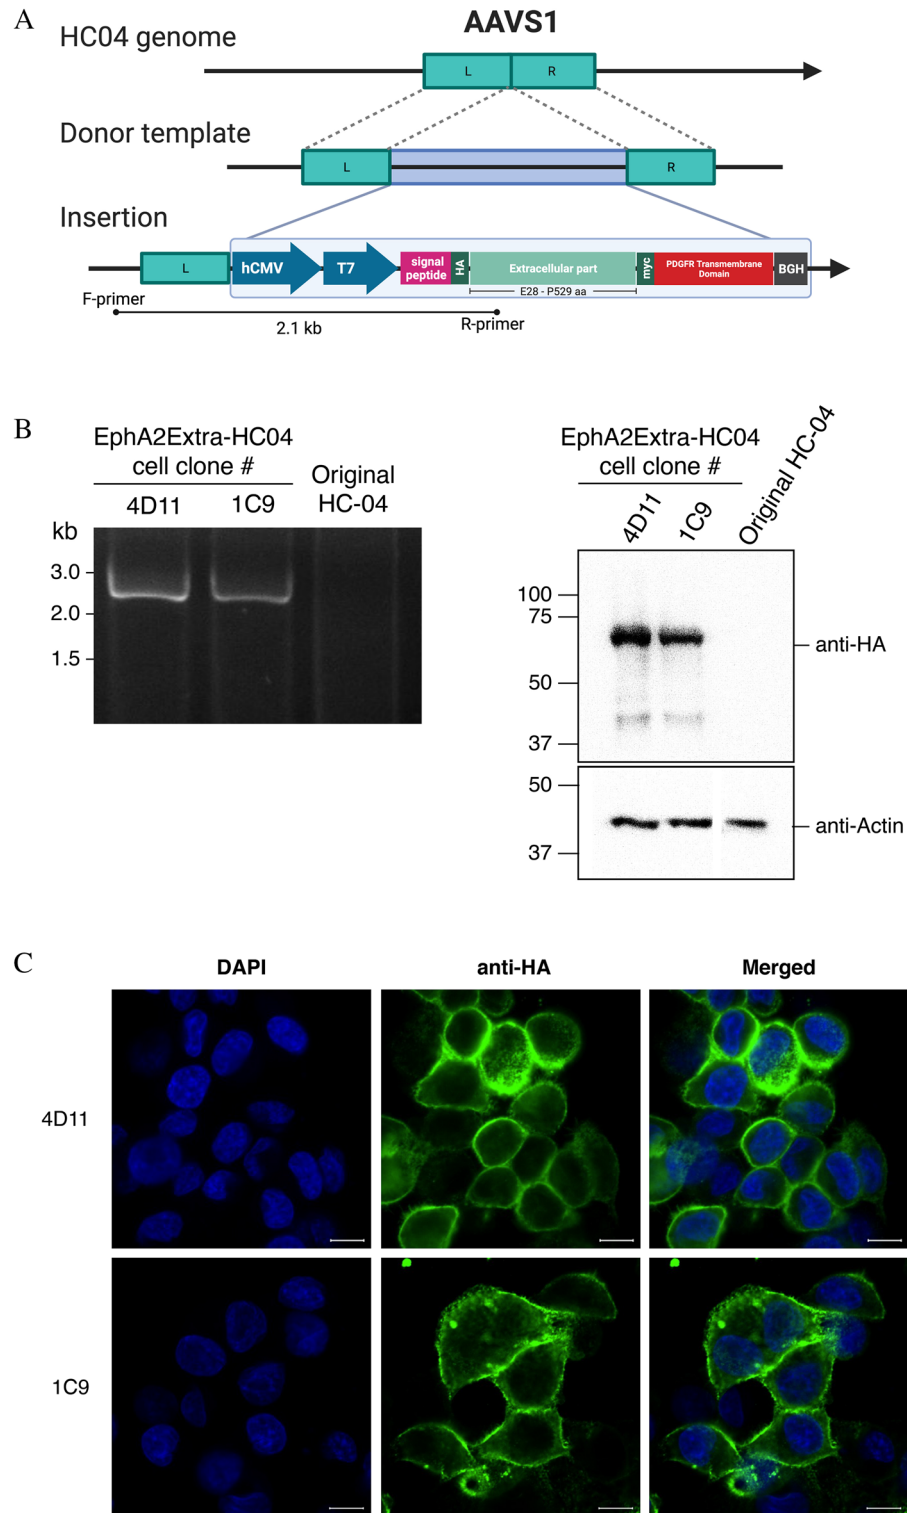 A
AAVS1
HC04 genome
L
R
Donor template
L
R
Insertion
L
hCMV
T7
signal
peptide
HA
Extracellular part
myc
PDGFR Transmembrane
Domain
BGH
E28 - P529 aa
F-primer
2.1 kb
R-primer
B
EphA2Extra-HC04
cell clone #
Original
HC-04
4D11
1C9
kb
3.0
2.0
1.5
EphA2Extra-HC04
cell clone #
4D11
1C9
Original HC-04
100
75
50
37
anti-HA
50
37
anti-Actin
C
DAPI
anti-HA
Merged
4D11
1C9